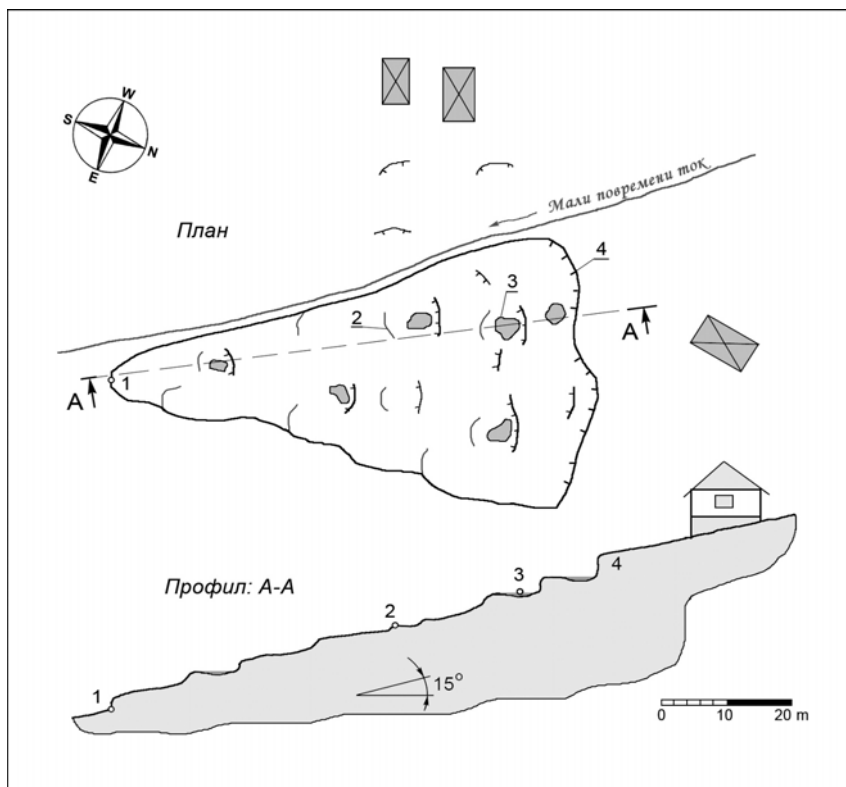 W
S
N
E
Мали повремени ток
План
4
3
2
A
A
1
A
Профил: А-А
4
3
2
1
15°
0 10 20 m